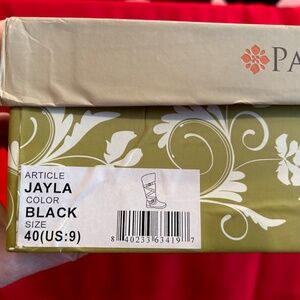 PA
ARTICLE
JAYLA
COLOR
BLACK
SIZE
40(US:9)
8 40233 63419 7